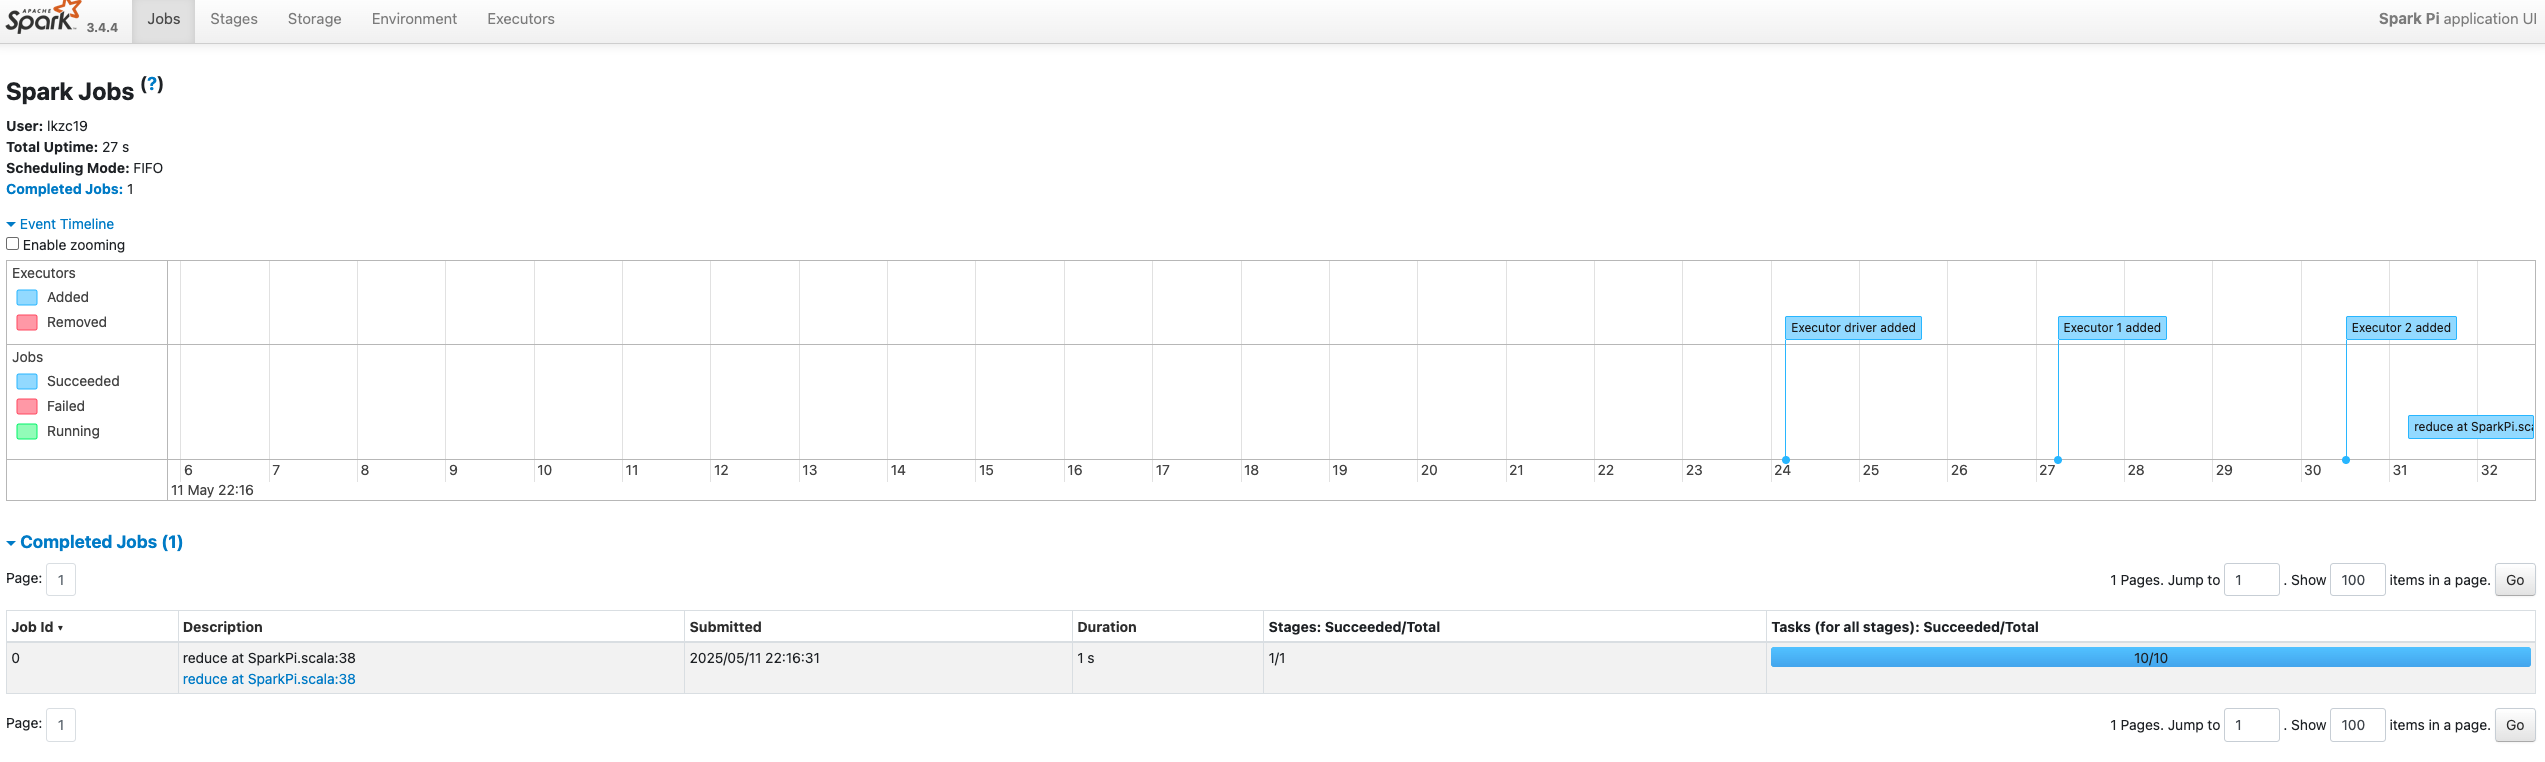 APACHE
Spark 3.4.4 Jobs Stages Storage Environment Executors Spark Pi application UI
Spark Jobs (?)
User: lkzc19
Total Uptime: 27 s
Scheduling Mode: FIFO
Completed Jobs: 1
Event Timeline
Enable zooming
Executors
Added
Removed
Executor driver added Executor 1 added Executor 2 added
Jobs
Succeeded
Failed
Running
reduce at SparkPi.sca
6 7 8 9 10 11 12 13 14 15 16 17 18 19 20 21 22 23 24 25 26 27 28 29 30 31 32
11 May 22:16
Completed Jobs (1)
Page: 1 1 Pages. Jump to 1 . Show 100 items in a page. Go
Job Id ▾ Description Submitted Duration Stages: Succeeded/Total Tasks (for all stages): Succeeded/Total
0 reduce at SparkPi.scala:38 2025/05/11 22:16:31 1 s 1/1 10/10
reduce at SparkPi.scala:38
Page: 1 1 Pages. Jump to 1 . Show 100 items in a page. Go